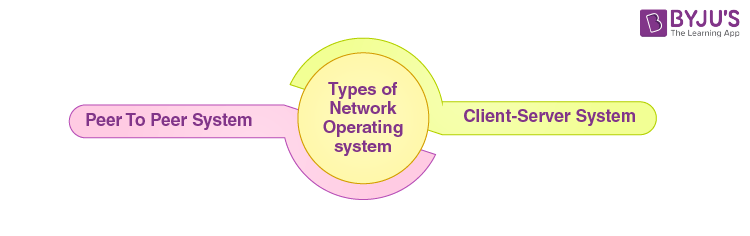 BYJU'S
The Learning App
Types of
Network
Operating
system
Peer To Peer System
Client-Server System